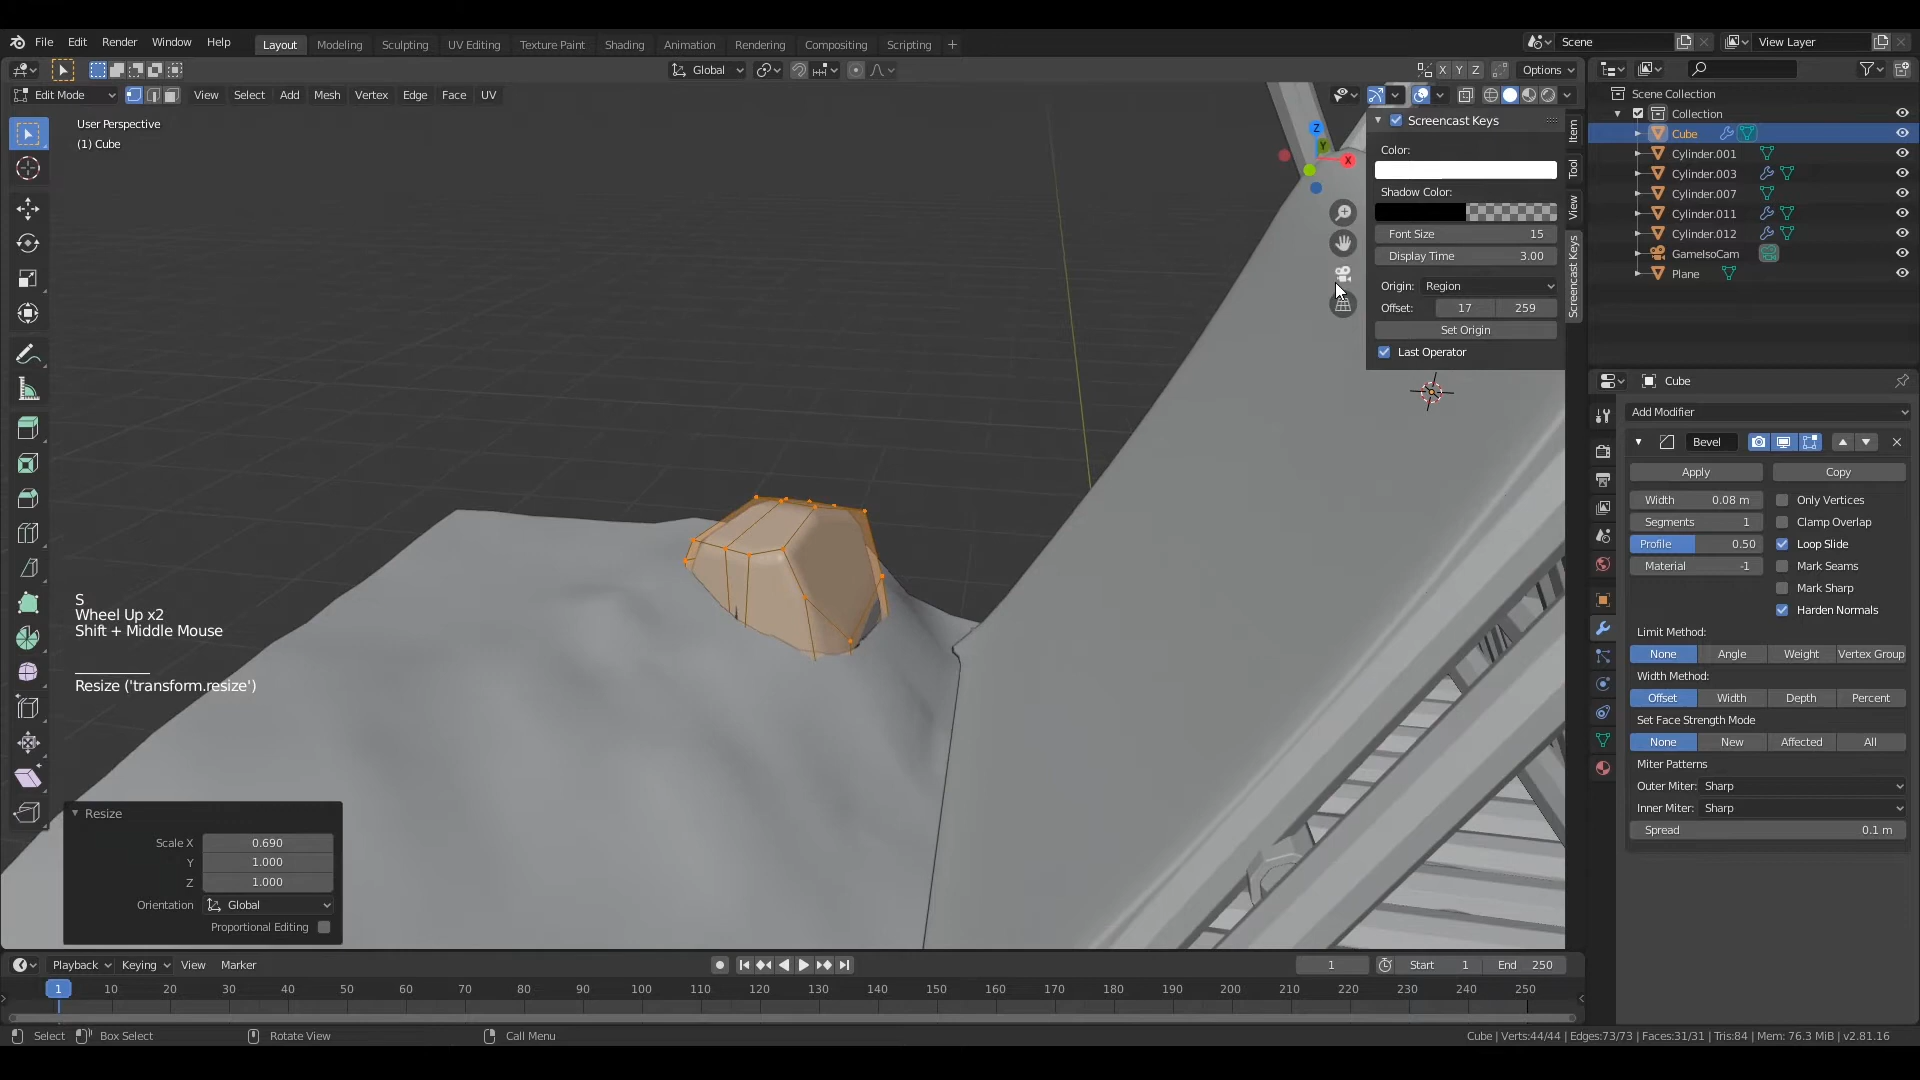 File Edit Render Window Help Layout Modeling Sculpting UV Editing Texture Paint Shading Animation Rendering Compositing Scripting + Scene View Layer
Global X Y Z Options
Edit Mode View Select Add Mesh Vertex Edge Face UV
User Perspective
(1) Cube
Z
Y
X
Screencast Keys
Color:
Shadow Color:
Font Size 15
Display Time 3.00
Origin: Region
Offset: 17 259
Set Origin
Last Operator
Item
Tool
View
Screencast Keys
Scene Collection
Collection
Cube
Cylinder.001
Cylinder.003
Cylinder.007
Cylinder.011
Cylinder.012
GameIsoCam
Plane
Cube
Add Modifier
Bevel
Apply Copy
Width 0.08 m Only Vertices
Segments 1 Clamp Overlap
Profile 0.50 Loop Slide
Material -1 Mark Seams
Mark Sharp
Harden Normals
Limit Method:
None Angle Weight Vertex Group
Width Method:
Offset Width Depth Percent
Set Face Strength Mode
None New Affected All
Miter Patterns
Outer Miter: Sharp
Inner Miter: Sharp
Spread 0.1 m
S
Wheel Up x2
Shift + Middle Mouse
Resize ('transform.resize')
Resize
Scale X 0.690
Y 1.000
Z 1.000
Orientation Global
Proportional Editing
Playback Keying View Marker 1 Start 1 End 250
1 10 20 30 40 50 60 70 80 90 100 110 120 130 140 150 160 170 180 190 200 210 220 230 240 250
Select Box Select Rotate View Call Menu Cube | Verts:44/44 | Edges:73/73 | Faces:31/31 | Tris:84 | Mem: 76.3 MiB | v2.81.16